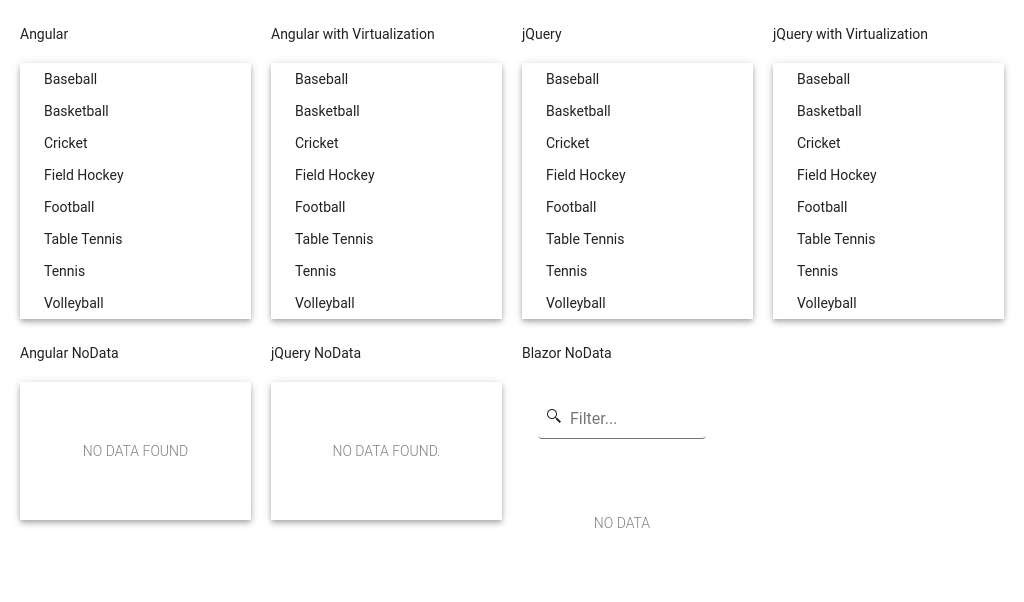 Angular
Baseball
Basketball
Cricket
Field Hockey
Football
Table Tennis
Tennis
Volleyball
Angular with Virtualization
Baseball
Basketball
Cricket
Field Hockey
Football
Table Tennis
Tennis
Volleyball
jQuery
Baseball
Basketball
Cricket
Field Hockey
Football
Table Tennis
Tennis
Volleyball
jQuery with Virtualization
Baseball
Basketball
Cricket
Field Hockey
Football
Table Tennis
Tennis
Volleyball
Angular NoData
NO DATA FOUND
jQuery NoData
NO DATA FOUND.
Blazor NoData
Filter...
NO DATA